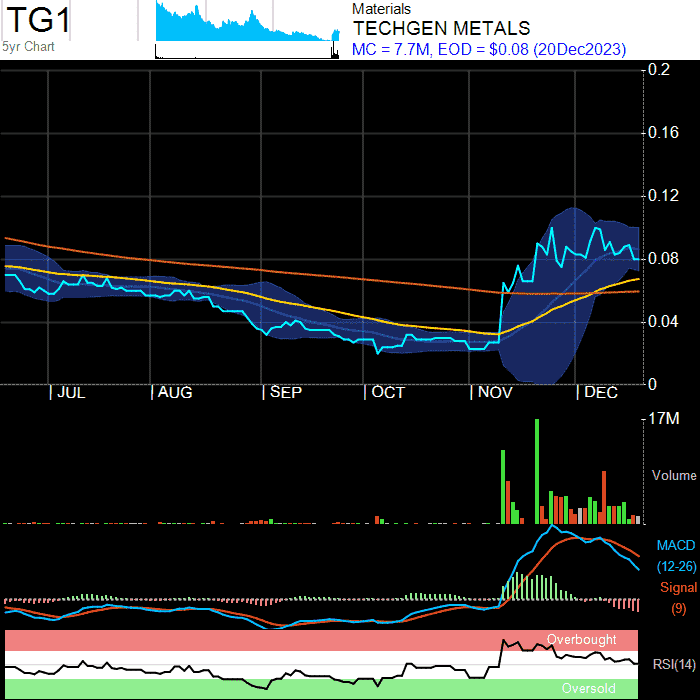 TG1
5yr Chart
Materials
TECHGEN METALS
MC = 7.7M, EOD = $0.08 (20Dec2023)
0.2
0.16
0.12
0.08
0.04
0
| JUL | AUG | SEP | OCT | NOV | DEC
17M
Volume
MACD
(12-26)
Signal
(9)
Overbought
RSI(14)
Oversold